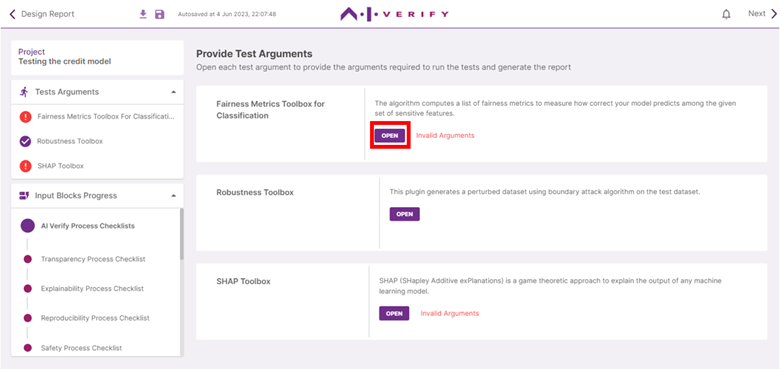 Design Report
Autosaved at 4 Jun 2023, 22:07:48
A.I. VERIFY
Next
Project
Testing the credit model
Tests Arguments
Fairness Metrics Toolbox For Classificati...
Robustness Toolbox
SHAP Toolbox
Input Blocks Progress
AI Verify Process Checklists
Transparency Process Checklist
Explainability Process Checklist
Reproducibility Process Checklist
Safety Process Checklist
Provide Test Arguments
Open each test argument to provide the arguments required to run the tests and generate the report
Fairness Metrics Toolbox for
Classification
The algorithm computes a list of fairness metrics to measure how correct your model predicts among the given
set of sensitive features.
OPEN Invalid Arguments
Robustness Toolbox
This plugin generates a perturbed dataset using boundary attack algorithm on the test dataset.
OPEN
SHAP Toolbox
SHAP (SHapley Additive exPlanations) is a game theoretic approach to explain the output of any machine
learning model.
OPEN Invalid Arguments